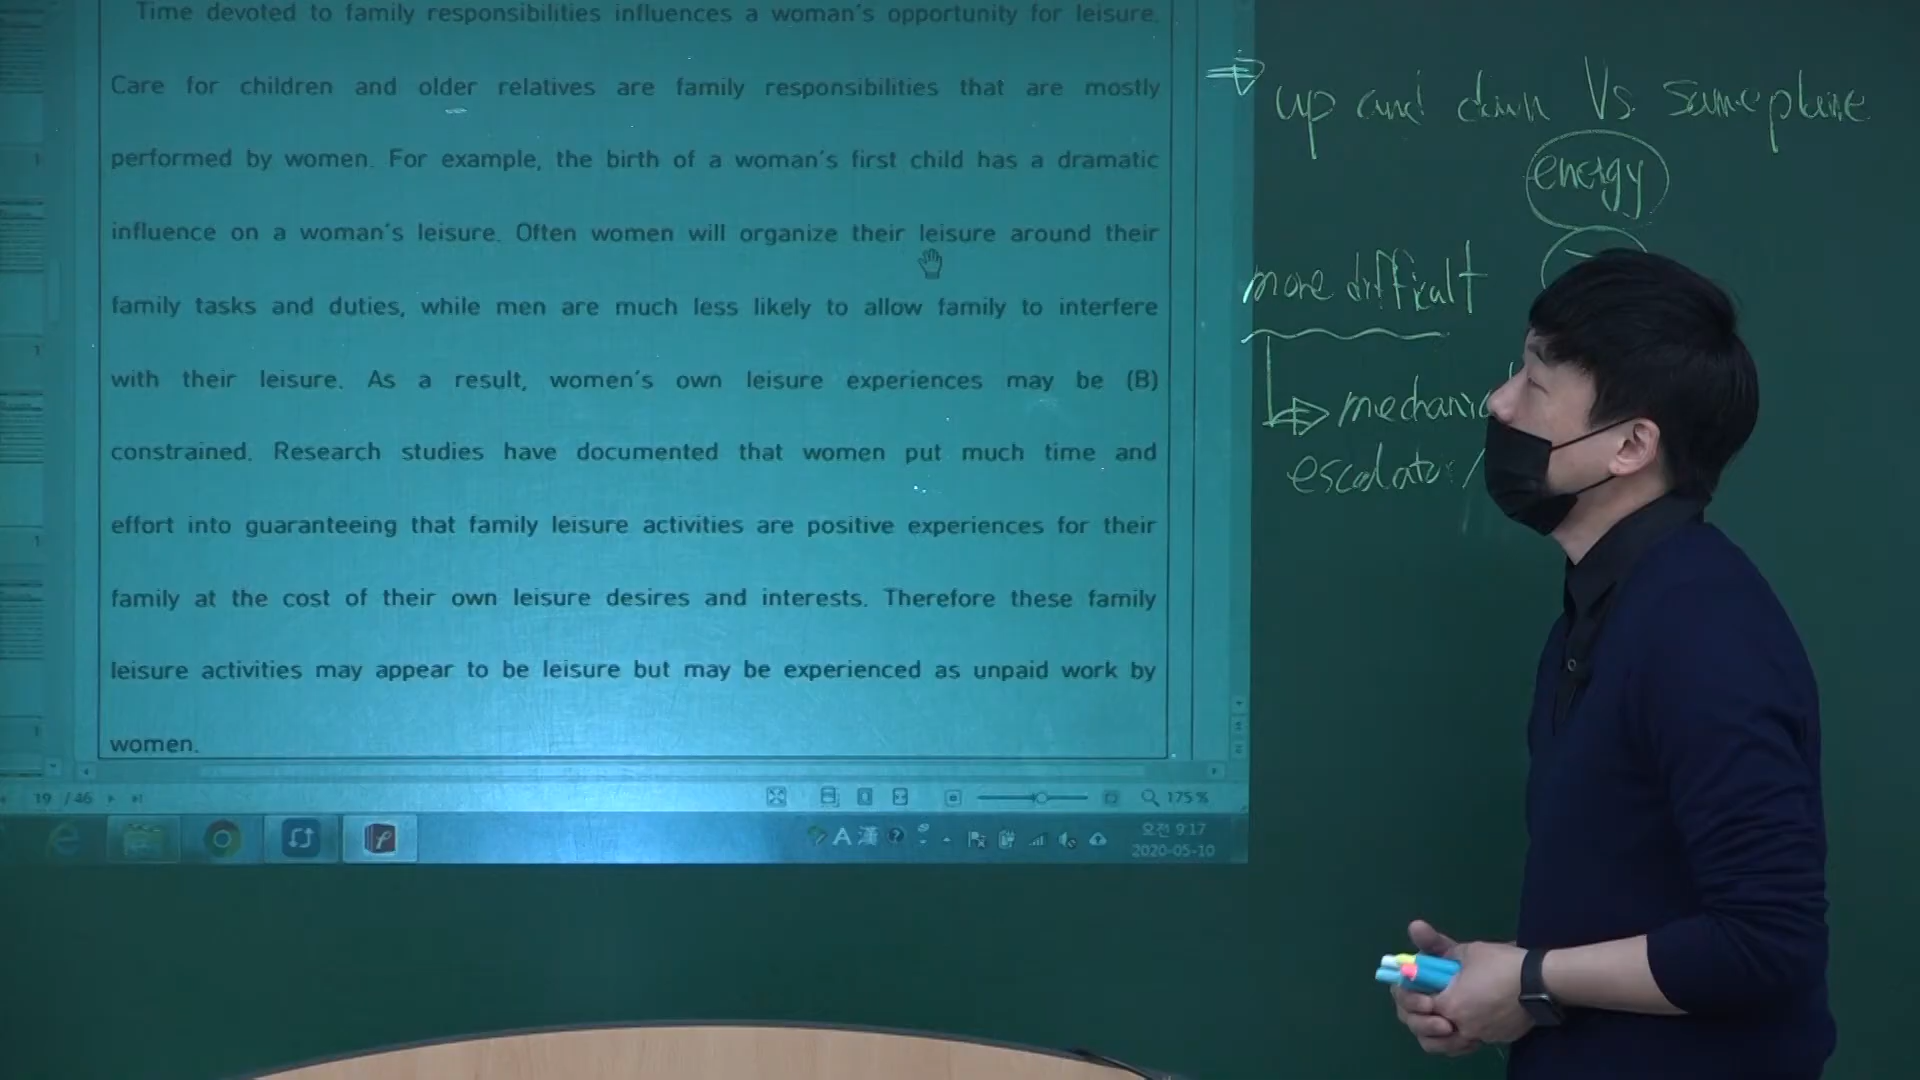 Time devoted to family responsibilities influences a woman's opportunity for leisure.
Care for children and older relatives are family responsibilities that are mostly
performed by women. For example, the birth of a woman's first child has a dramatic
influence on a woman's leisure. Often women will organize their leisure around their
family tasks and duties, while men are much less likely to allow family to interfere
with their leisure. As a result, women's own leisure experiences may be (B)
constrained. Research studies have documented that women put much time and
effort into guaranteeing that family leisure activities are positive experiences for their
family at the cost of their own leisure desires and interests. Therefore these family
leisure activities may appear to be leisure but may be experienced as unpaid work by
women.
19 / 46
175 %
A 漢
오전 9:17
2020-05-10
up and down Vs same plane
energy
more difficult
escalator /